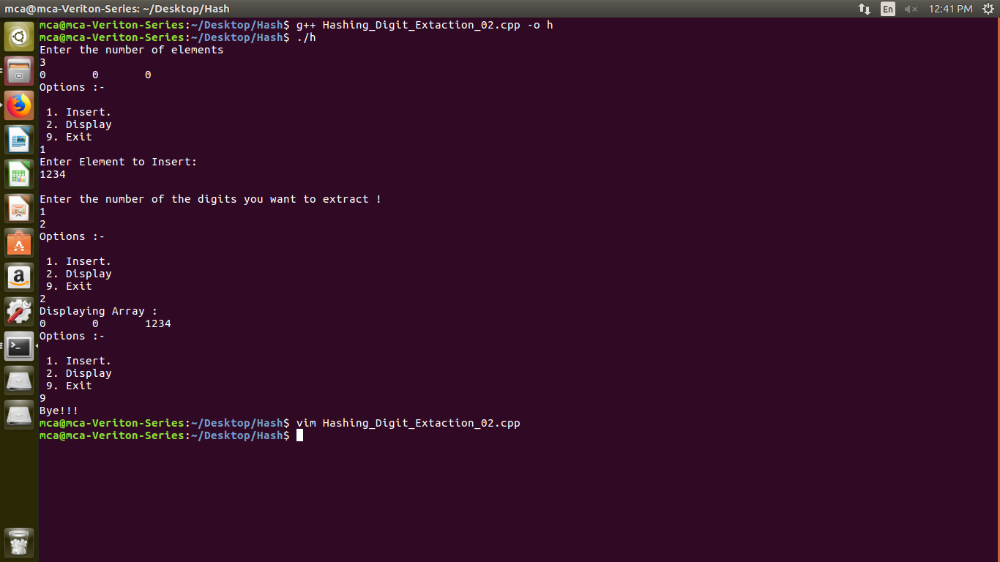 mca@mca-Veriton-Series: ~/Desktop/Hash En 12:41 PM
mca@mca-Veriton-Series:~/Desktop/Hash$ g++ Hashing_Digit_Extaction_02.cpp -o h
mca@mca-Veriton-Series:~/Desktop/Hash$ ./h
Enter the number of elements
3
0 0 0
Options :-
1. Insert.
2. Display
9. Exit
1
Enter Element to Insert:
1234
Enter the number of the digits you want to extract !
1
2
Options :-
1. Insert.
2. Display
9. Exit
2
Displaying Array :
0 0 1234
Options :-
1. Insert.
2. Display
9. Exit
9
Bye!!!
mca@mca-Veriton-Series:~/Desktop/Hash$ vim Hashing_Digit_Extaction_02.cpp
mca@mca-Veriton-Series:~/Desktop/Hash$